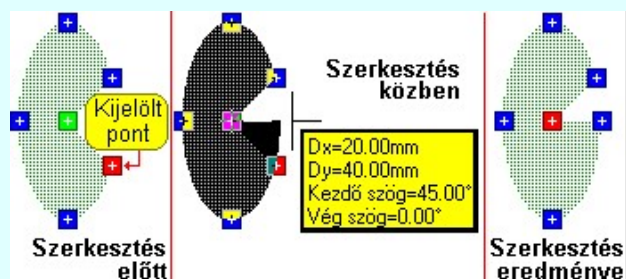 Kijelölt
pont
Szerkesztés
előtt
Szerkesztés
közben
Dx=20.00mm
Dy=40.00mm
Kezdő szög=45.00°
Vég szög=0.00°
Szerkesztés
eredménye